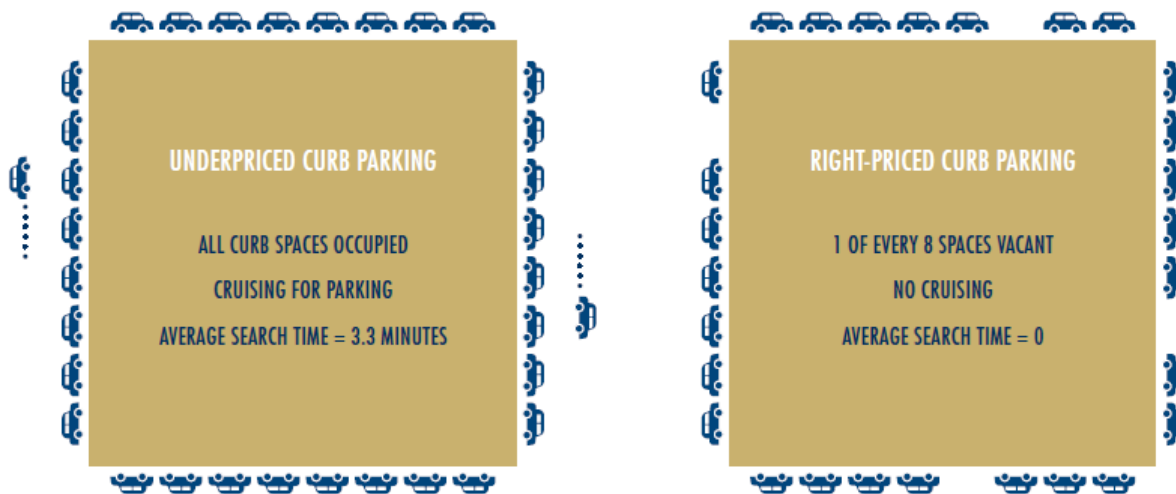 UNDERPRICED CURB PARKING
ALL CURB SPACES OCCUPIED
CRUISING FOR PARKING
AVERAGE SEARCH TIME = 3.3 MINUTES
RIGHT-PRICED CURB PARKING
1 OF EVERY 8 SPACES VACANT
NO CRUISING
AVERAGE SEARCH TIME = 0